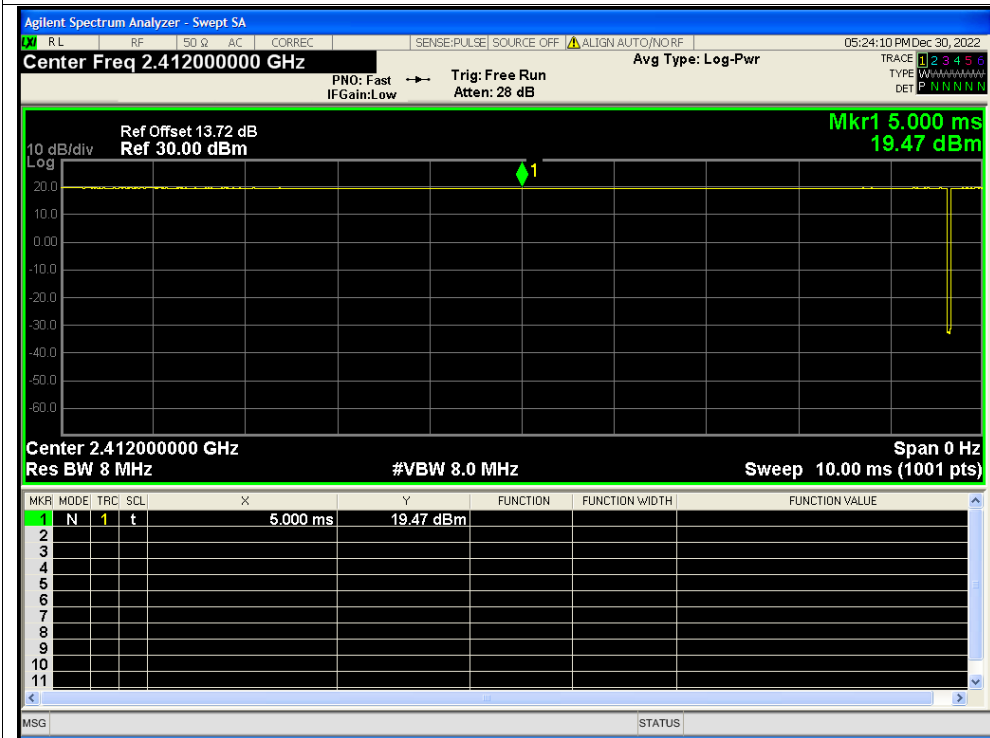 Agilent Spectrum Analyzer - Swept SA
LXI RL RF 50 Ω AC CORREC SENSE:PULSE SOURCE OFF ALIGN AUTO/NO RF 05:24:10 PM Dec 30, 2022
Center Freq 2.412000000 GHz Avg Type: Log-Pwr TRACE 1 2 3 4 5 6
PNO: Fast Trig: Free Run TYPE WWWWWW
IFGain:Low Atten: 28 dB DET P N N N N N
Mkr1 5.000 ms
Ref Offset 13.72 dB
10 dB/div Ref 30.00 dBm 19.47 dBm
Log
1
20.0
10.0
0.00
-10.0
-20.0
-30.0
-40.0
-50.0
-60.0
Center 2.412000000 GHz Span 0 Hz
Res BW 8 MHz #VBW 8.0 MHz Sweep 10.00 ms (1001 pts)
MKR MODE TRC SCL X Y FUNCTION FUNCTION WIDTH FUNCTION VALUE
1 N 1 t 5.000 ms 19.47 dBm
2
3
4
5
6
7
8
9
10
11
MSG STATUS